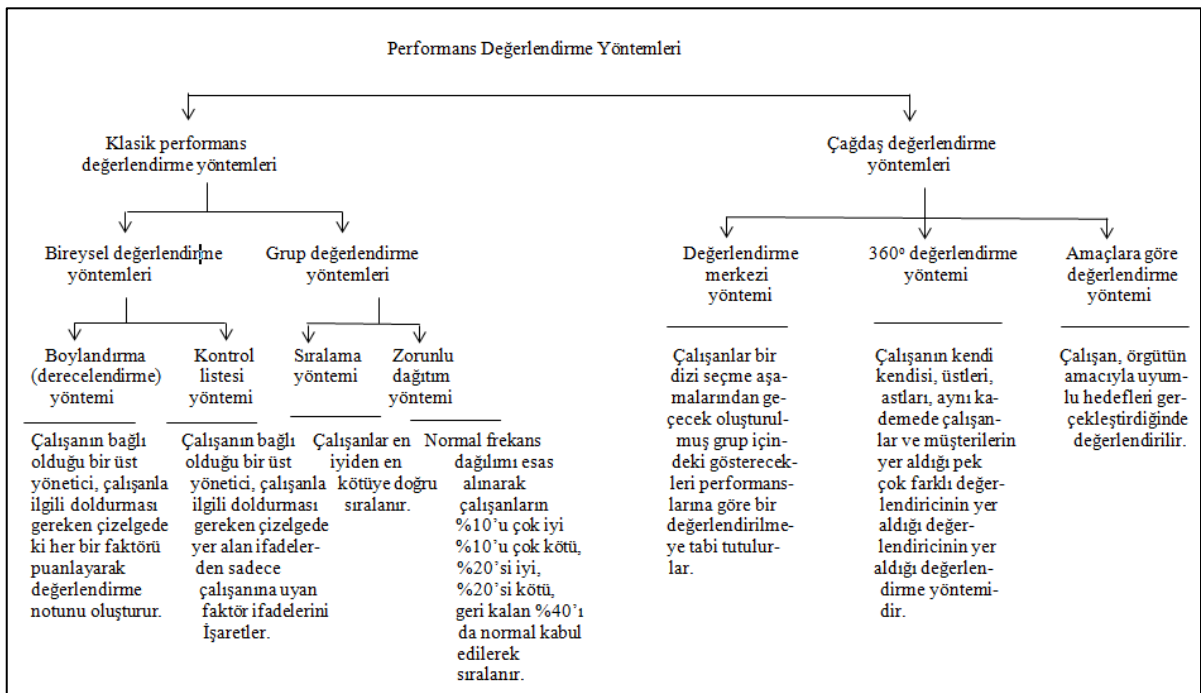 Performans Değerlendirme Yöntemleri
Klasik performans
değerlendirme yöntemleri
Çağdaş değerlendirme
yöntemleri
Bireysel değerlendirme
yöntemleri
Grup değerlendirme
yöntemleri
Değerlendirme
merkezi
yöntemi
360° değerlendirme
yöntemi
Amaçlara göre
değerlendirme
yöntemi
Boylandırma
(derecelendirme)
yöntemi
Kontrol
listesi
yöntemi
Sıralama
yöntemi
Zorunlu
dağıtım
yöntemi
Çalışanın bağlı
olduğu bir üst
yönetici, çalışanla
ilgili doldurması
gereken çizelgede
ki her bir faktörü
puanlayarak
değerlendirme
notunu oluşturur.
Çalışanın bağlı
olduğu bir üst
yönetici, çalışanla
ilgili doldurması
gereken çizelgede
yer alan ifadeler-
den sadece
çalışanına uyan
faktör ifadelerini
İşaretler.
Çalışanlar en
iyiden en
kötüye doğru
sıralanır.
Normal frekans
dağılımı esas
alınarak
çalışanların
%10’u çok iyi
%10’u çok kötü,
%20’si iyi,
%20’si kötü,
geri kalan %40’ı
da normal kabul
edilerek
sıralanır.
Çalışanlar bir
dizi seçme aşa-
malarından ge-
çecek oluşturul-
muş grup için-
deki gösterecek-
leri performans-
larına göre bir
değerlendirilme-
ye tabi tutulur-
lar.
Çalışanın kendi
kendisi, üstleri,
astları, aynı ka-
demede çalışan-
lar ve müşterilerin
yer aldığı pek
çok farklı değer-
lendiricinin yer
aldığı değer-
lendiricinin yer
aldığı değerlen-
dirme yöntemi-
dir.
Çalışan, örgütün
amacıyla uyum-
lu hedefleri ger-
çekleştirdiğinde
değerlendirilir.